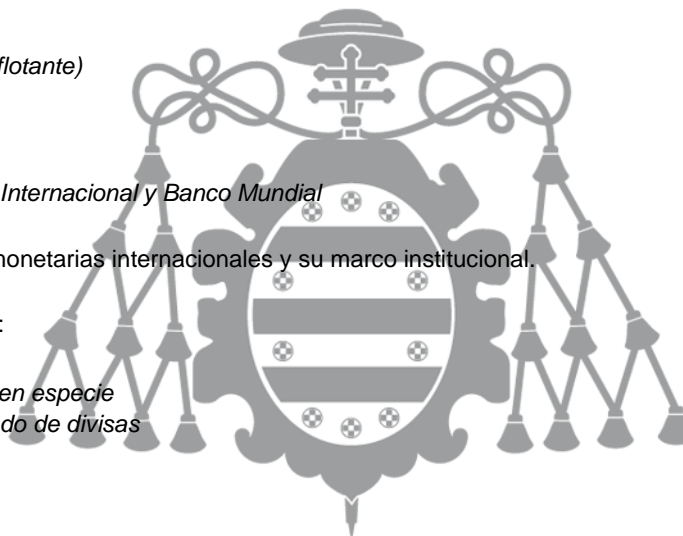 flotante)
Internacional y Banco Mundial
monetarias internacionales y su marco institucional.
:
en especie
do de divisas